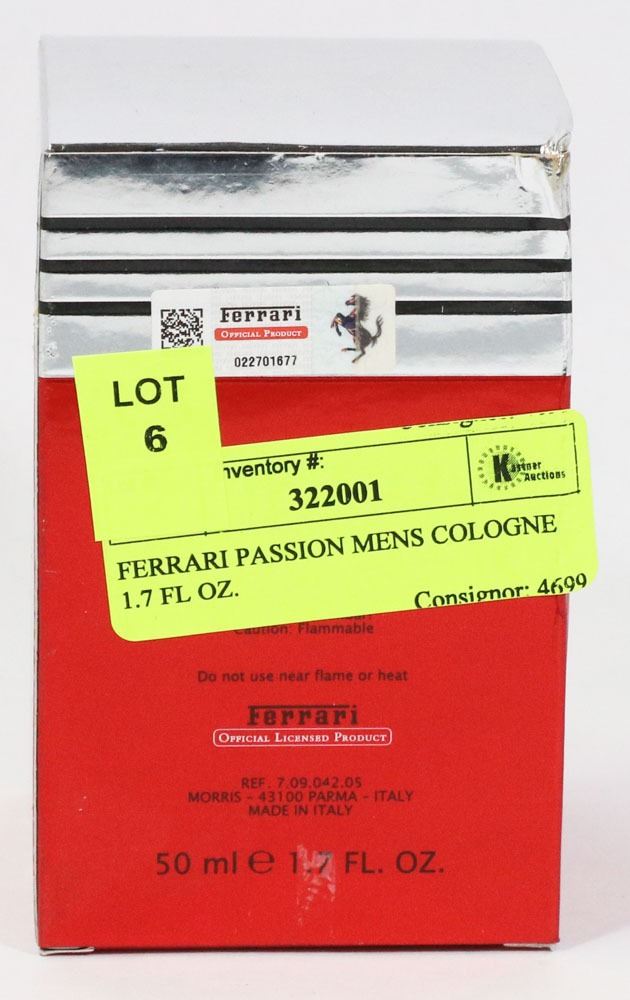 Ferrari
OFFICIAL PRODUCT
022701677
LOT
6
nventory #:
322001
Kastner
Auctions
FERRARI PASSION MENS COLOGNE
1.7 FL OZ.
Consignor: 4699
Caution: Flammable
Do not use near flame or heat
Ferrari
OFFICIAL LICENSED PRODUCT
REF. 7.09.042.05
MORRIS - 43100 PARMA - ITALY
MADE IN ITALY
50 ml ℮ 1.7 FL. OZ.